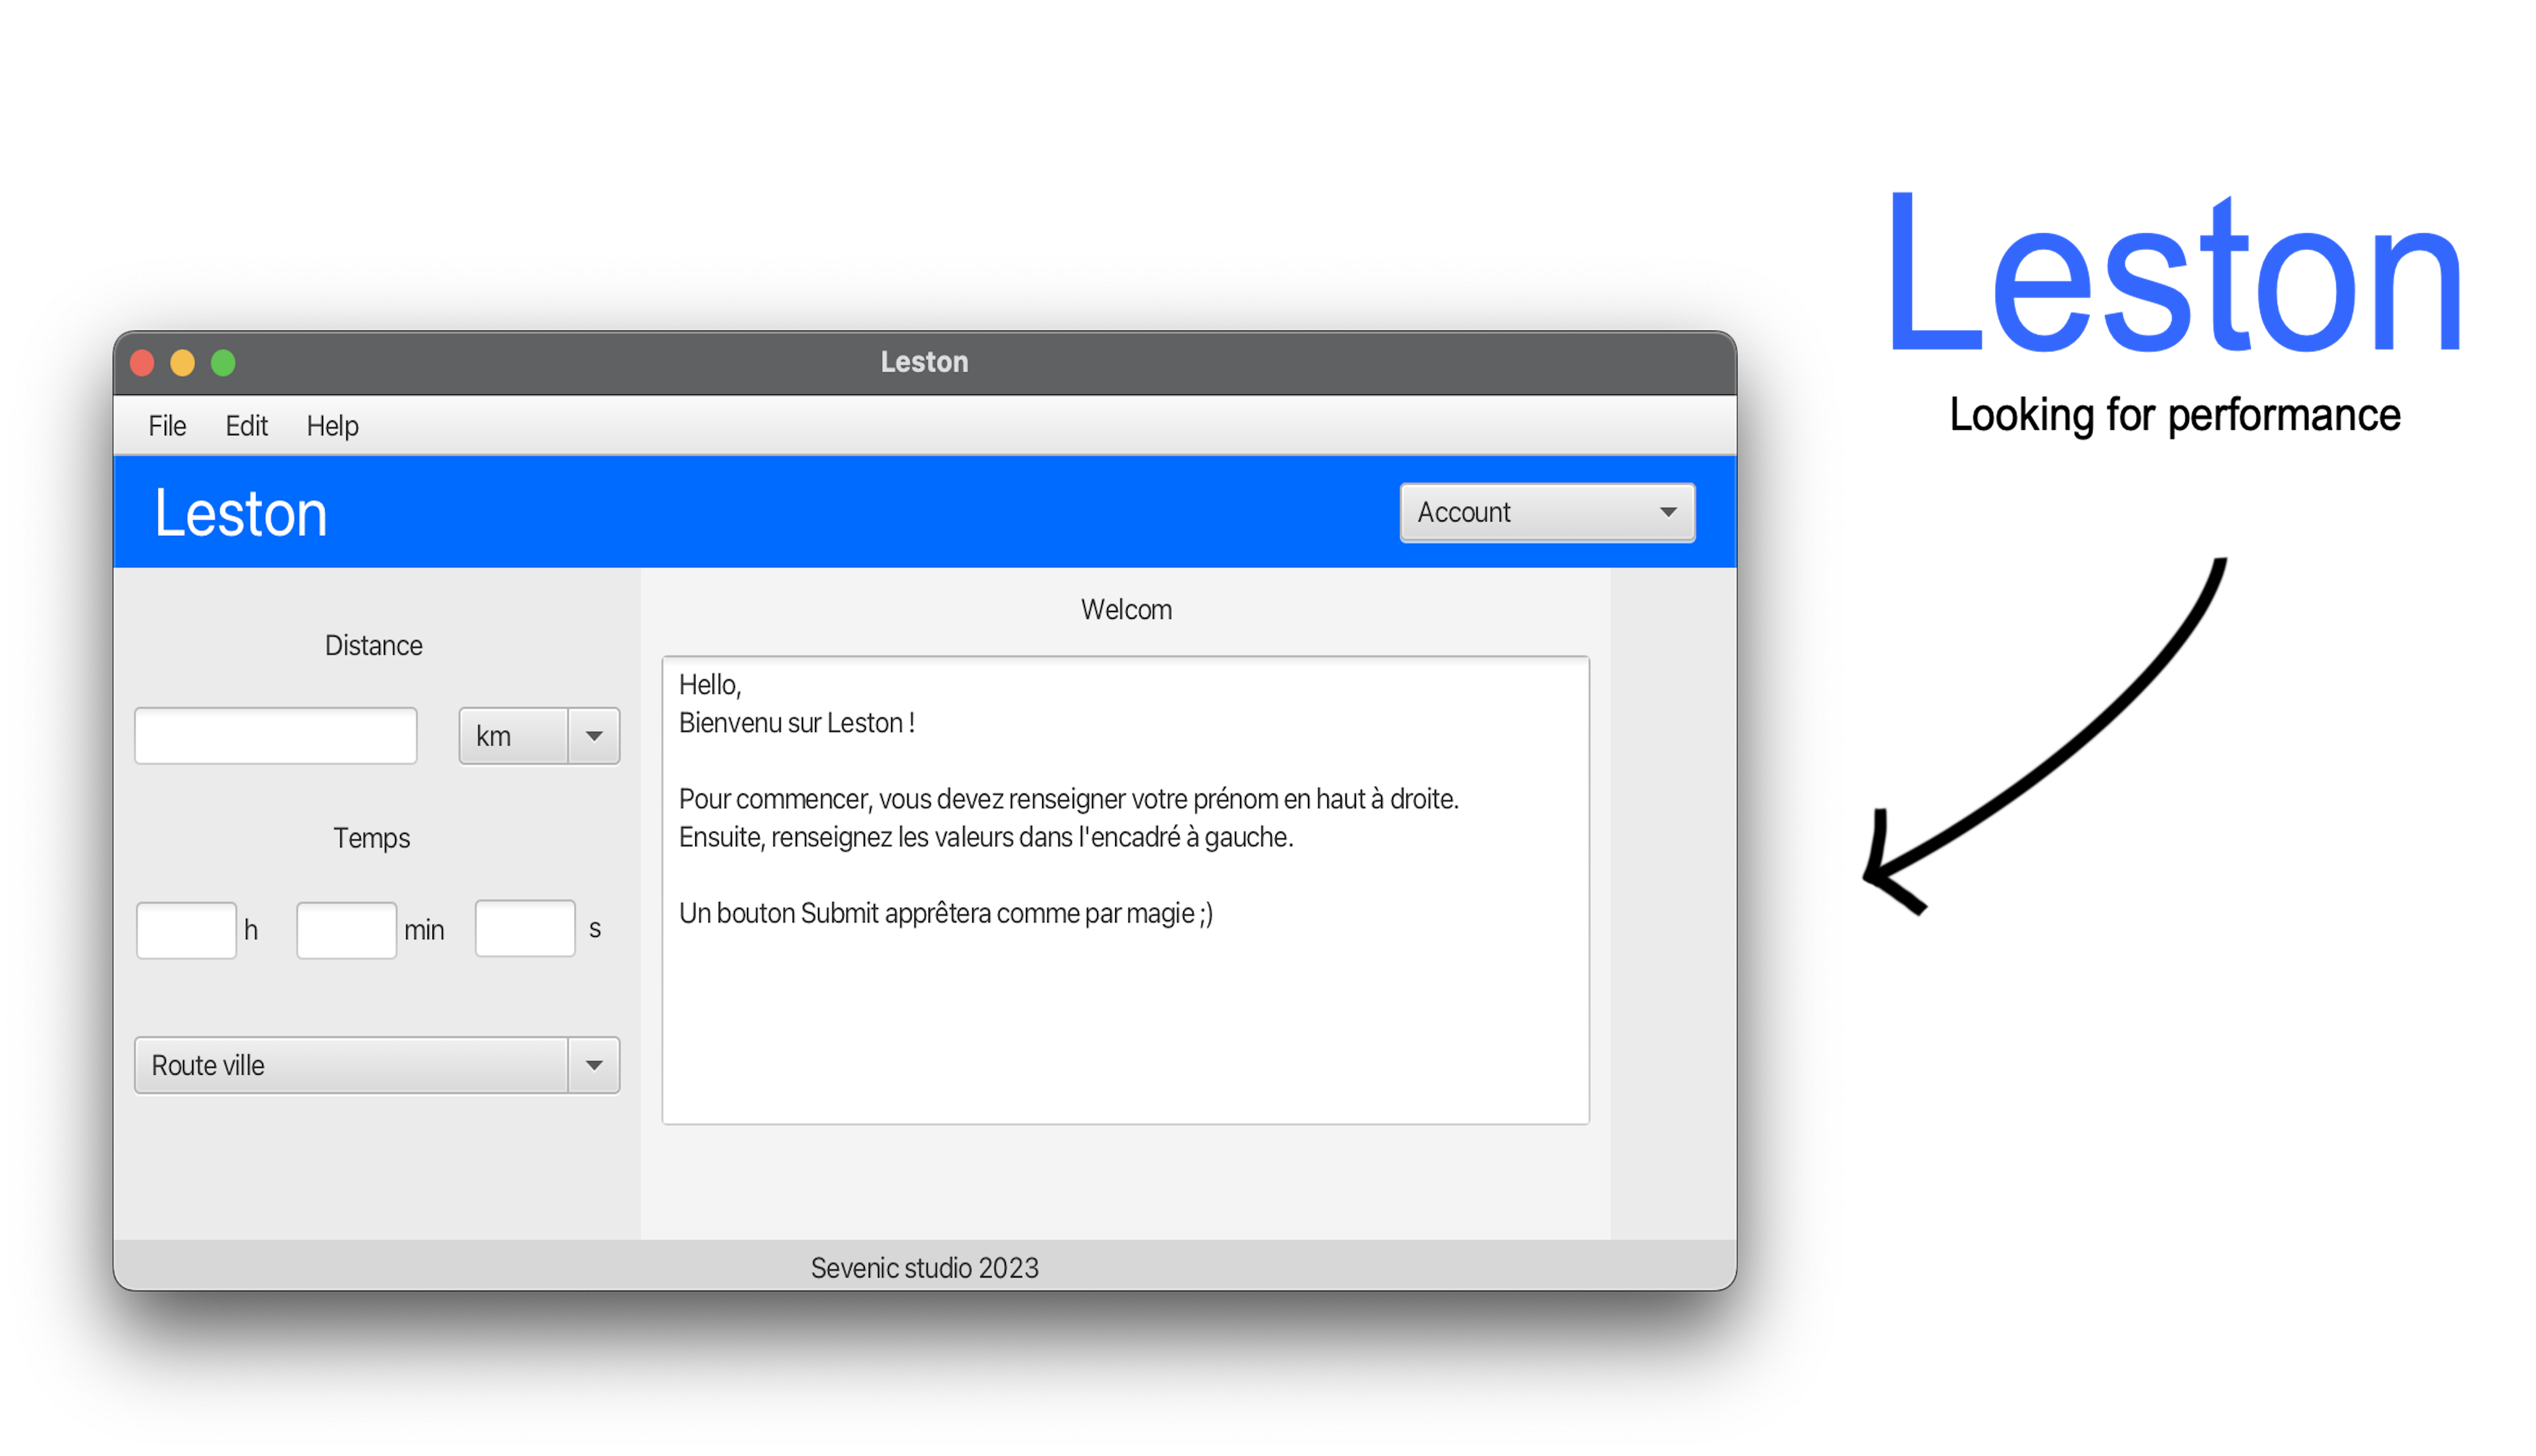 Leston
Looking for performance
Leston
File Edit Help
Leston
Account
Distance
km
Temps
h min s
Route ville
Welcom
Hello,
Bienvenu sur Leston !
Pour commencer, vous devez renseigner votre prénom en haut à droite.
Ensuite, renseignez les valeurs dans l'encadré à gauche.
Un bouton Submit apprêtera comme par magie ;)
Sevenic studio 2023